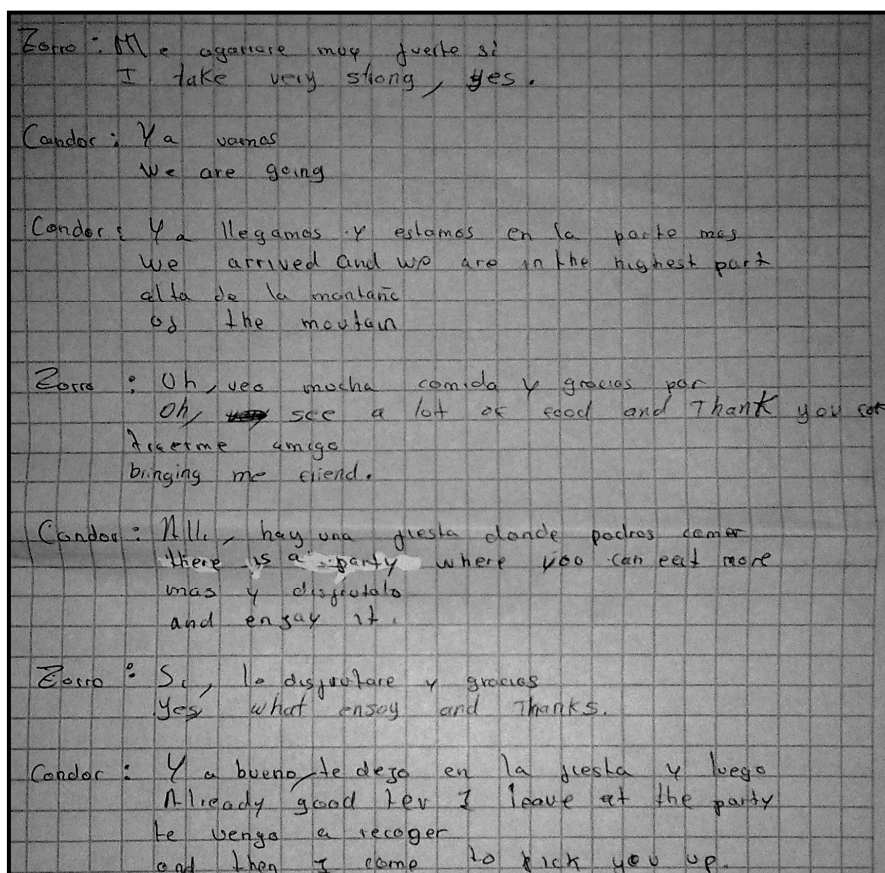 Zorro : Me agarrare muy fuerte si
I take very strong, yes.
Condor : Ya vamos
We are going
Condor : Ya llegamos y estamos en la parte mas
we arrived and we are in the highest part
alta de la montañc
of the moutain
Zorro : Oh, veo mucha comida y gracias por
Oh, see a lot of food and Thank you for
traerme amigo
bringing me friend.
Condor : Alli, hay una fiesta donde podras comer
there is a party where you can eat more
mas y disfrutalo
and ensay it.
Zorro : Si, lo disfrutare y gracias
Yes, what ensoy and Thanks.
Condor : Ya bueno, te dejo en la fiesta y luego
Already good I leave at the party
te vengo a recoger
and then I come to pick you up.